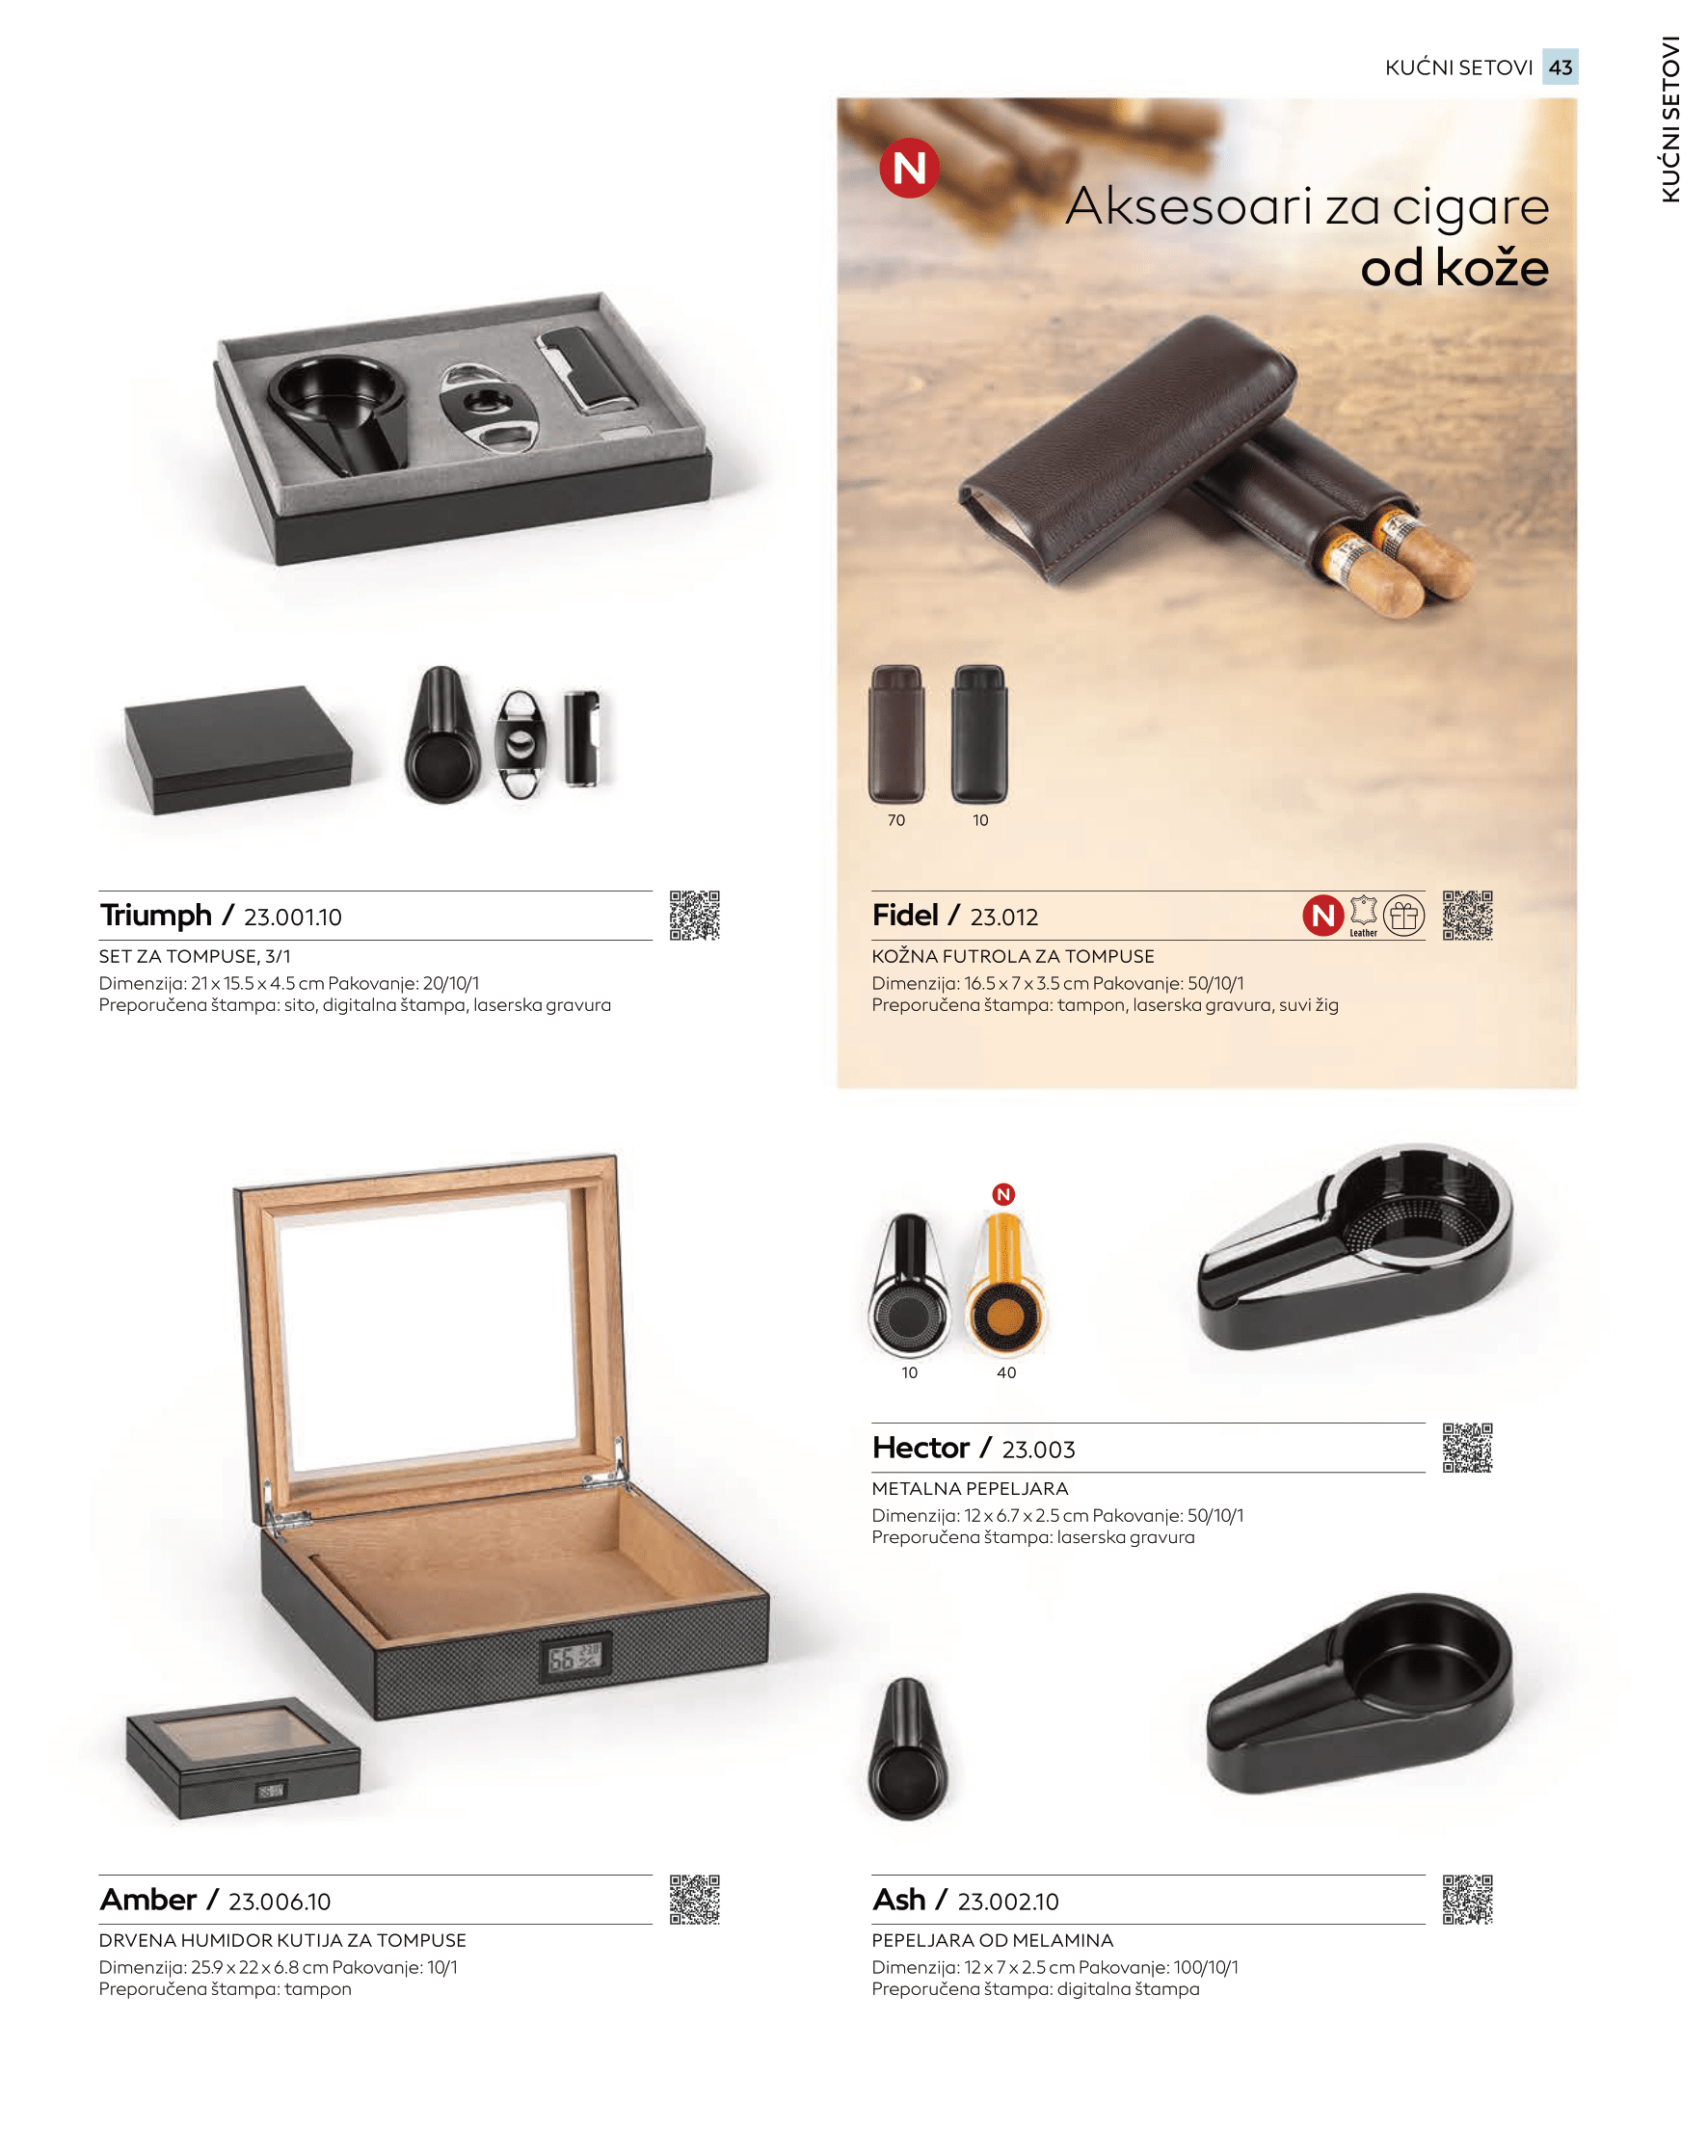 KUĆNI SETOVI 43
KUĆNI SETOVI
N
Aksesoari za cigare
od kože
70 10
Triumph / 23.001.10
SET ZA TOMPUSE, 3/1
Dimenzija: 21 x 15.5 x 4.5 cm Pakovanje: 20/10/1
Preporučena štampa: sito, digitalna štampa, laserska gravura
Fidel / 23.012
N Leather
KOŽNA FUTROLA ZA TOMPUSE
Dimenzija: 16.5 x 7 x 3.5 cm Pakovanje: 50/10/1
Preporučena štampa: tampon, laserska gravura, suvi žig
N
10 40
Hector / 23.003
METALNA PEPELJARA
Dimenzija: 12 x 6.7 x 2.5 cm Pakovanje: 50/10/1
Preporučena štampa: laserska gravura
66
Amber / 23.006.10
DRVENA HUMIDOR KUTIJA ZA TOMPUSE
Dimenzija: 25.9 x 22 x 6.8 cm Pakovanje: 10/1
Preporučena štampa: tampon
Ash / 23.002.10
PEPELJARA OD MELAMINA
Dimenzija: 12 x 7 x 2.5 cm Pakovanje: 100/10/1
Preporučena štampa: digitalna štampa